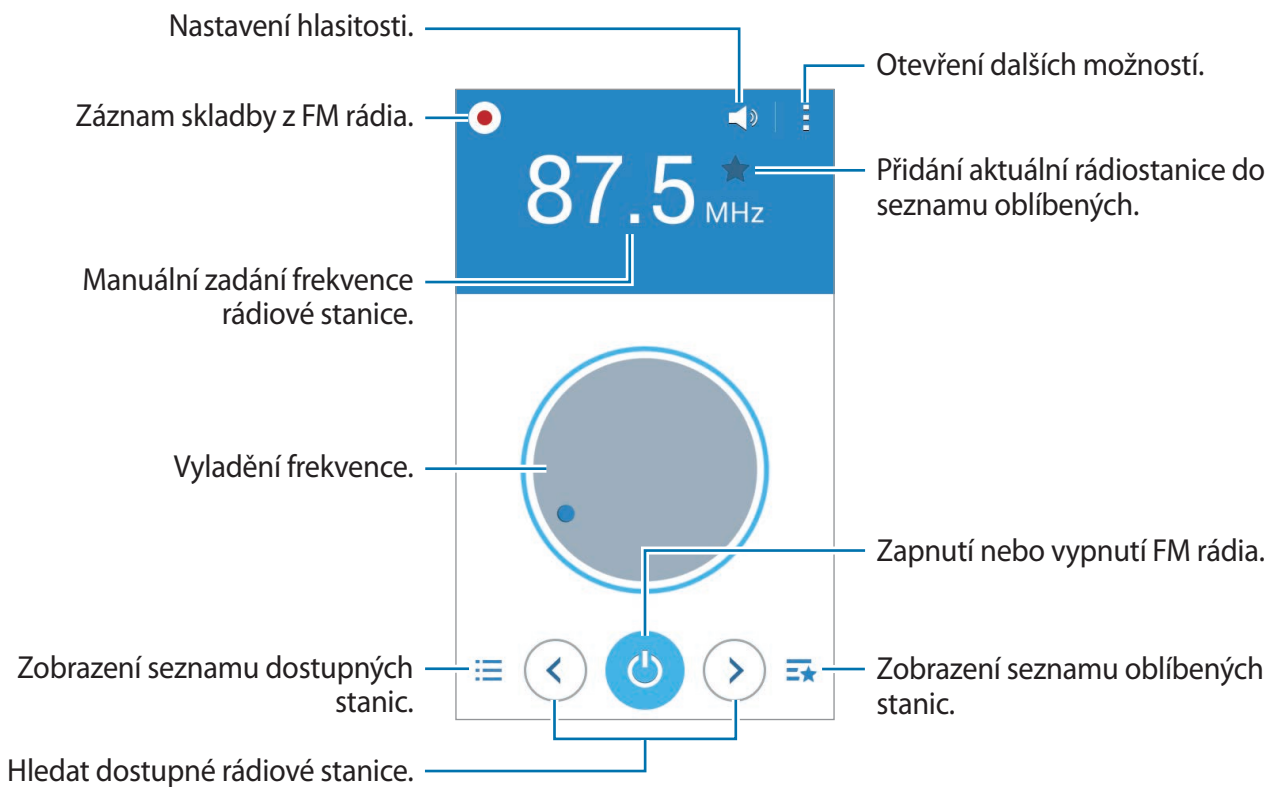 Nastavení hlasitosti.
Otevření dalších možností.
Záznam skladby z FM rádia.
87.5 MHz
Přidání aktuální rádiostanice do
seznamu oblíbených.
Manuální zadání frekvence
rádiové stanice.
Vyladění frekvence.
Zapnutí nebo vypnutí FM rádia.
Zobrazení seznamu dostupných
stanic.
Zobrazení seznamu oblíbených
stanic.
Hledat dostupné rádiové stanice.